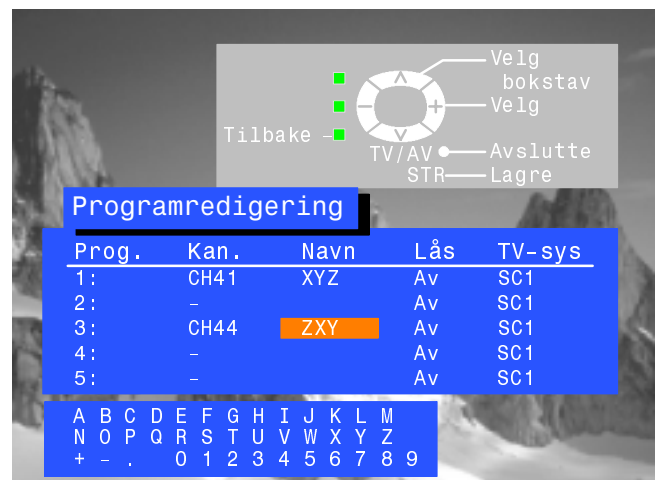 Velg
bokstav
Velg
Tilbake
TV/AV Avslutte
STR Lagre
Programredigering
Prog. Kan. Navn Lås TV-sys
1: CH41 XYZ Av SC1
2: - Av SC1
3: CH44 ZXY Av SC1
4: - Av SC1
5: - Av SC1
A B C D E F G H I J K L M
N O P Q R S T U V W X Y Z
+ - . 0 1 2 3 4 5 6 7 8 9